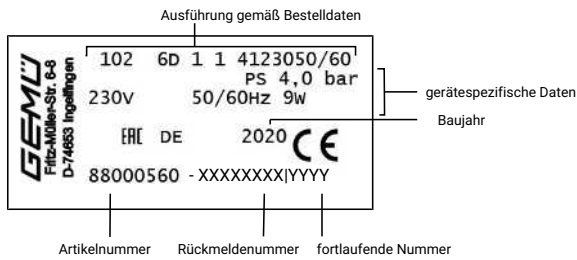 Ausführung gemäß Bestelldaten
GEMÜ
Fritz-Müller-Str. 6-8
D-74653 Ingelfingen
102 6D 1 1 4123050/60
PS 4,0 bar
230V 50/60Hz 9W
gerätespezifische Daten
EAC DE 2020 CE
Baujahr
88000560 - XXXXXXXX|YYYY
Artikelnummer Rückmeldenummer fortlaufende Nummer